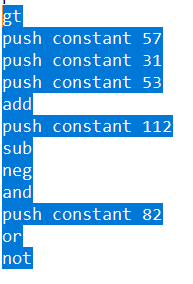 gt
push constant 57
push constant 31
push constant 53
add
push constant 112
sub
neg
and
push constant 82
or
not